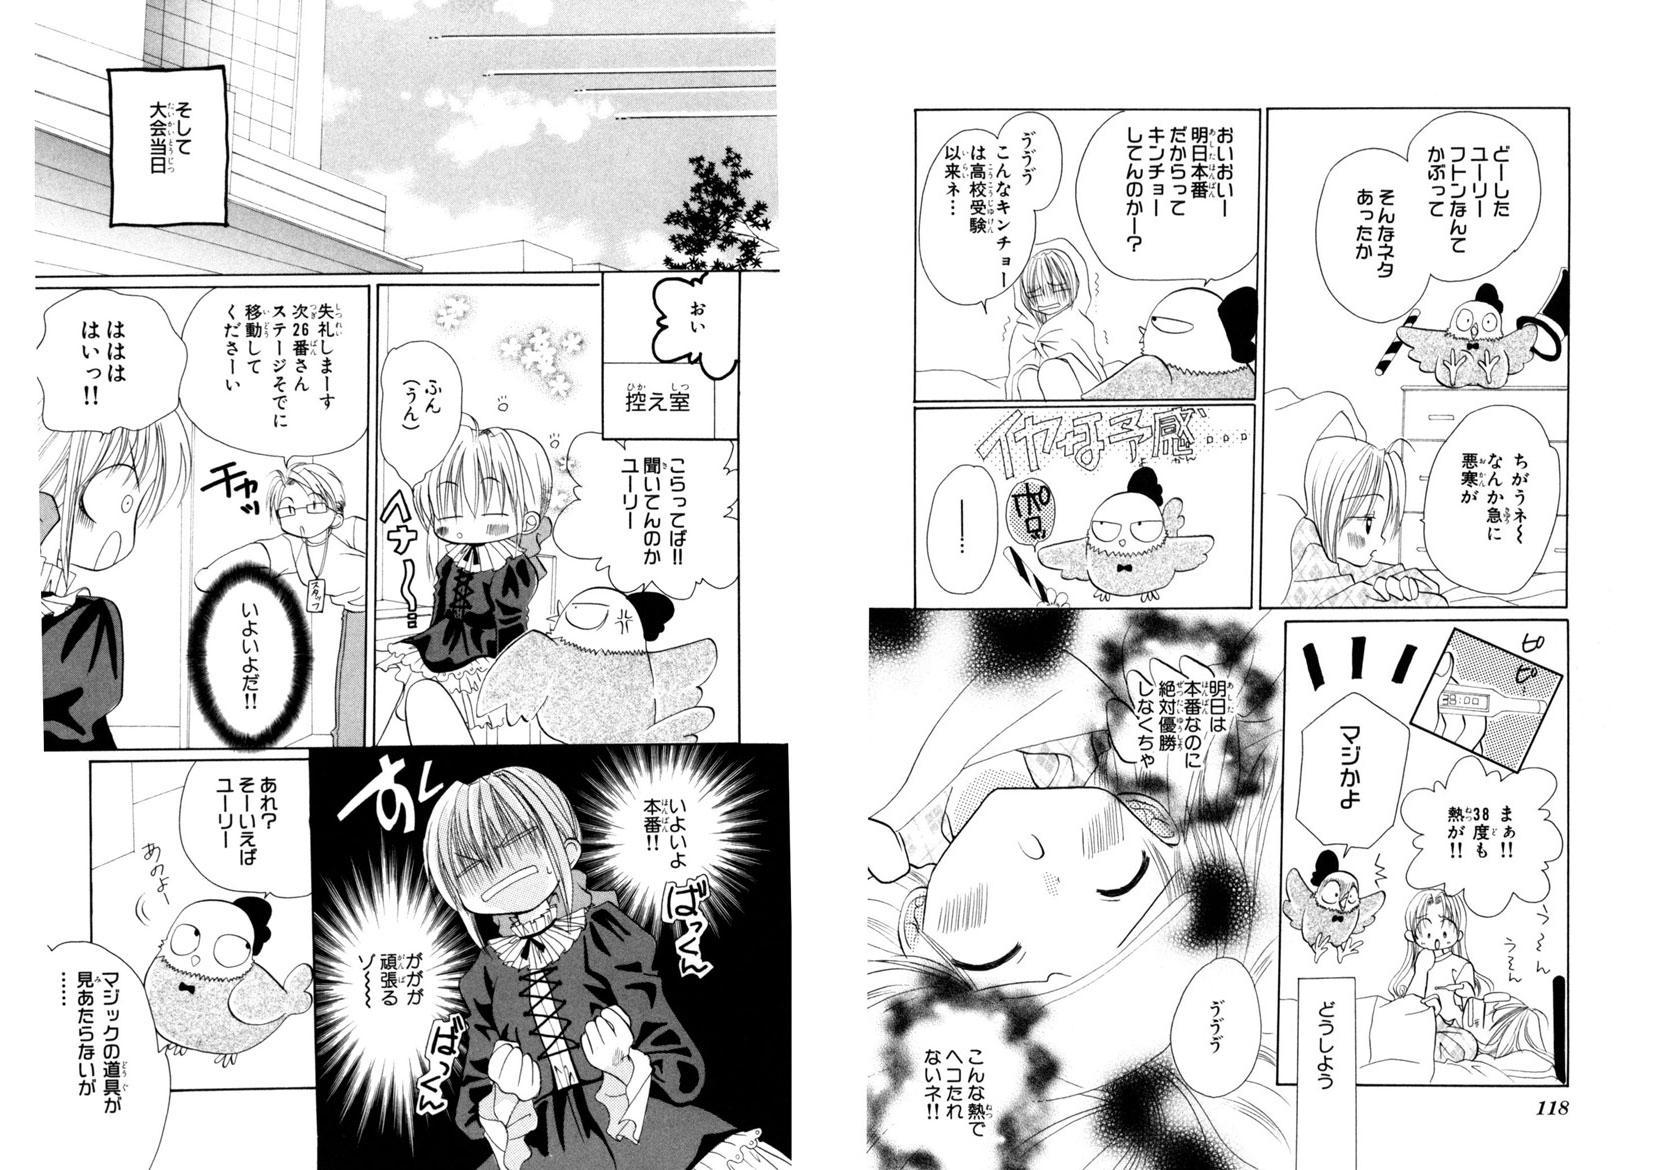 どーした
ユーリー
フトンなんて
かぶって
そんなネタ
あったか
ちがうネ〜
なんか急に
悪寒が
おいおいー
明日本番
だからって
キンチョー
してんのかー?
ゔゔゔ
こんなキンチョー
は高校受験
以来ネ…
イヤな予感‥‥
ポロッ
――…
ピピッ
38:00
まぁ!!
38度も
熱が!!
マジかよ
う〜ん
う〜ん
どうしよう
明日は
本番なのに
絶対優勝
しなくちゃ
ゔゔゔ
こんな熱で
ヘコたれ
ないネ!!
118
そして
大会当日
おい
控え室
こらってば!!
聞いてんのか
ユーリー
ふん
(うん)
ヘナ〜〜…
失礼しまーす
次26番さん
ステージそでに
移動して
くださーい
チャッ
スタッフ
いよいよだ!!
ははは
はいっ!!
いよいよ
本番!!
ばっくん
ががが
頑張る
ゾ〜〜
ばっくん
あれ?
そーいえば
ユーリー
あのよー
マジックの道具が
見あたらないが
……